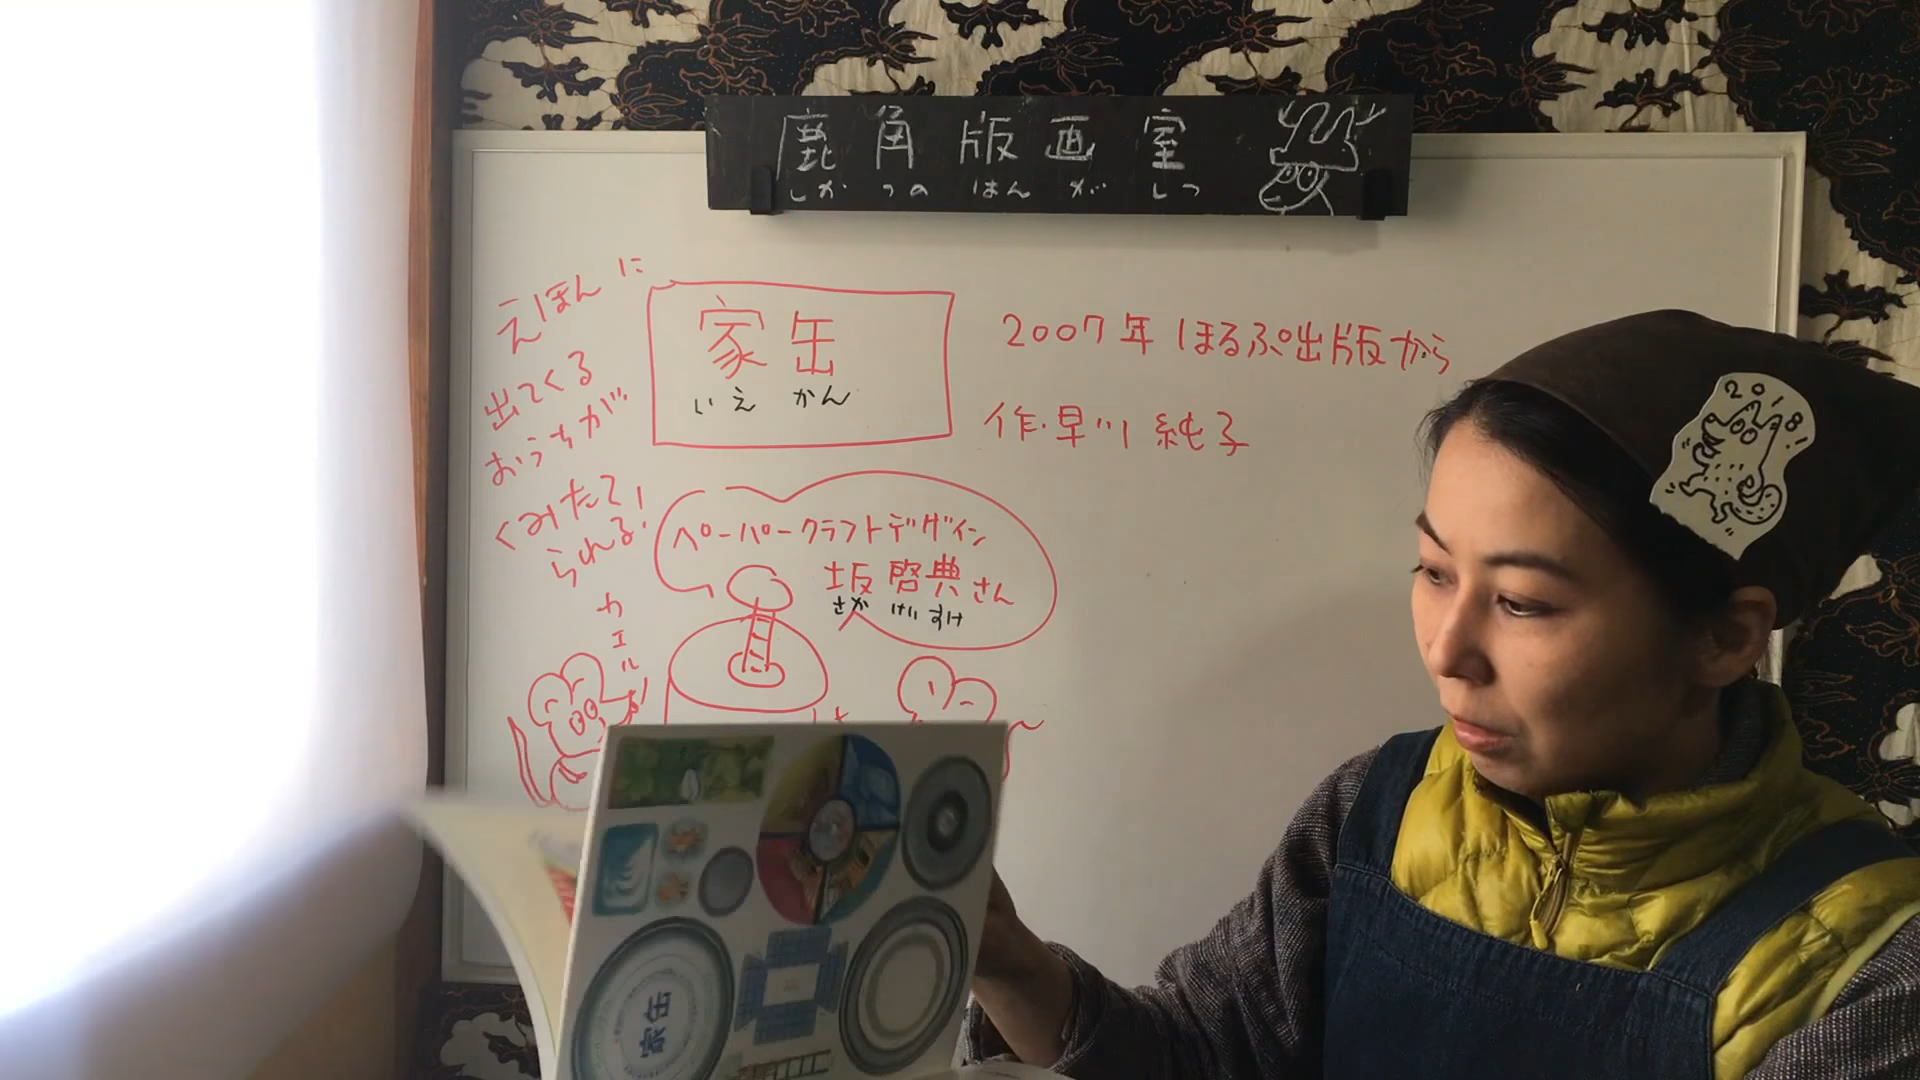 鹿角版画室
しかつのはんがしつ
えほんに
出てくる
おうちが
くみたて
られる!
家缶
いえかん
2007年 ほるぷ出版から
作・早川純子
ペーパークラフトデザイン
坂啓典さん
さか けいすけ
カエル
2018!
家缶